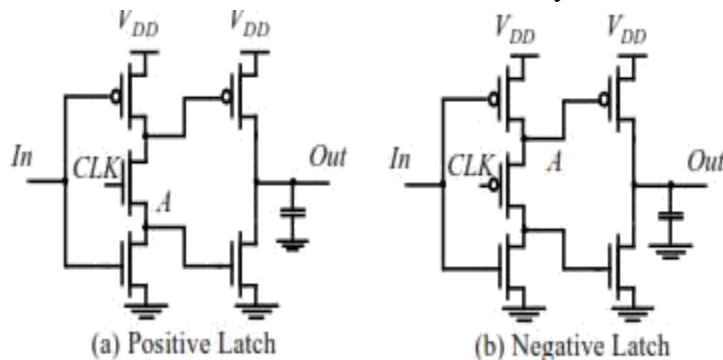 V_DD V_DD V_DD V_DD
In CLK Out In CLK A Out
A
(a) Positive Latch (b) Negative Latch